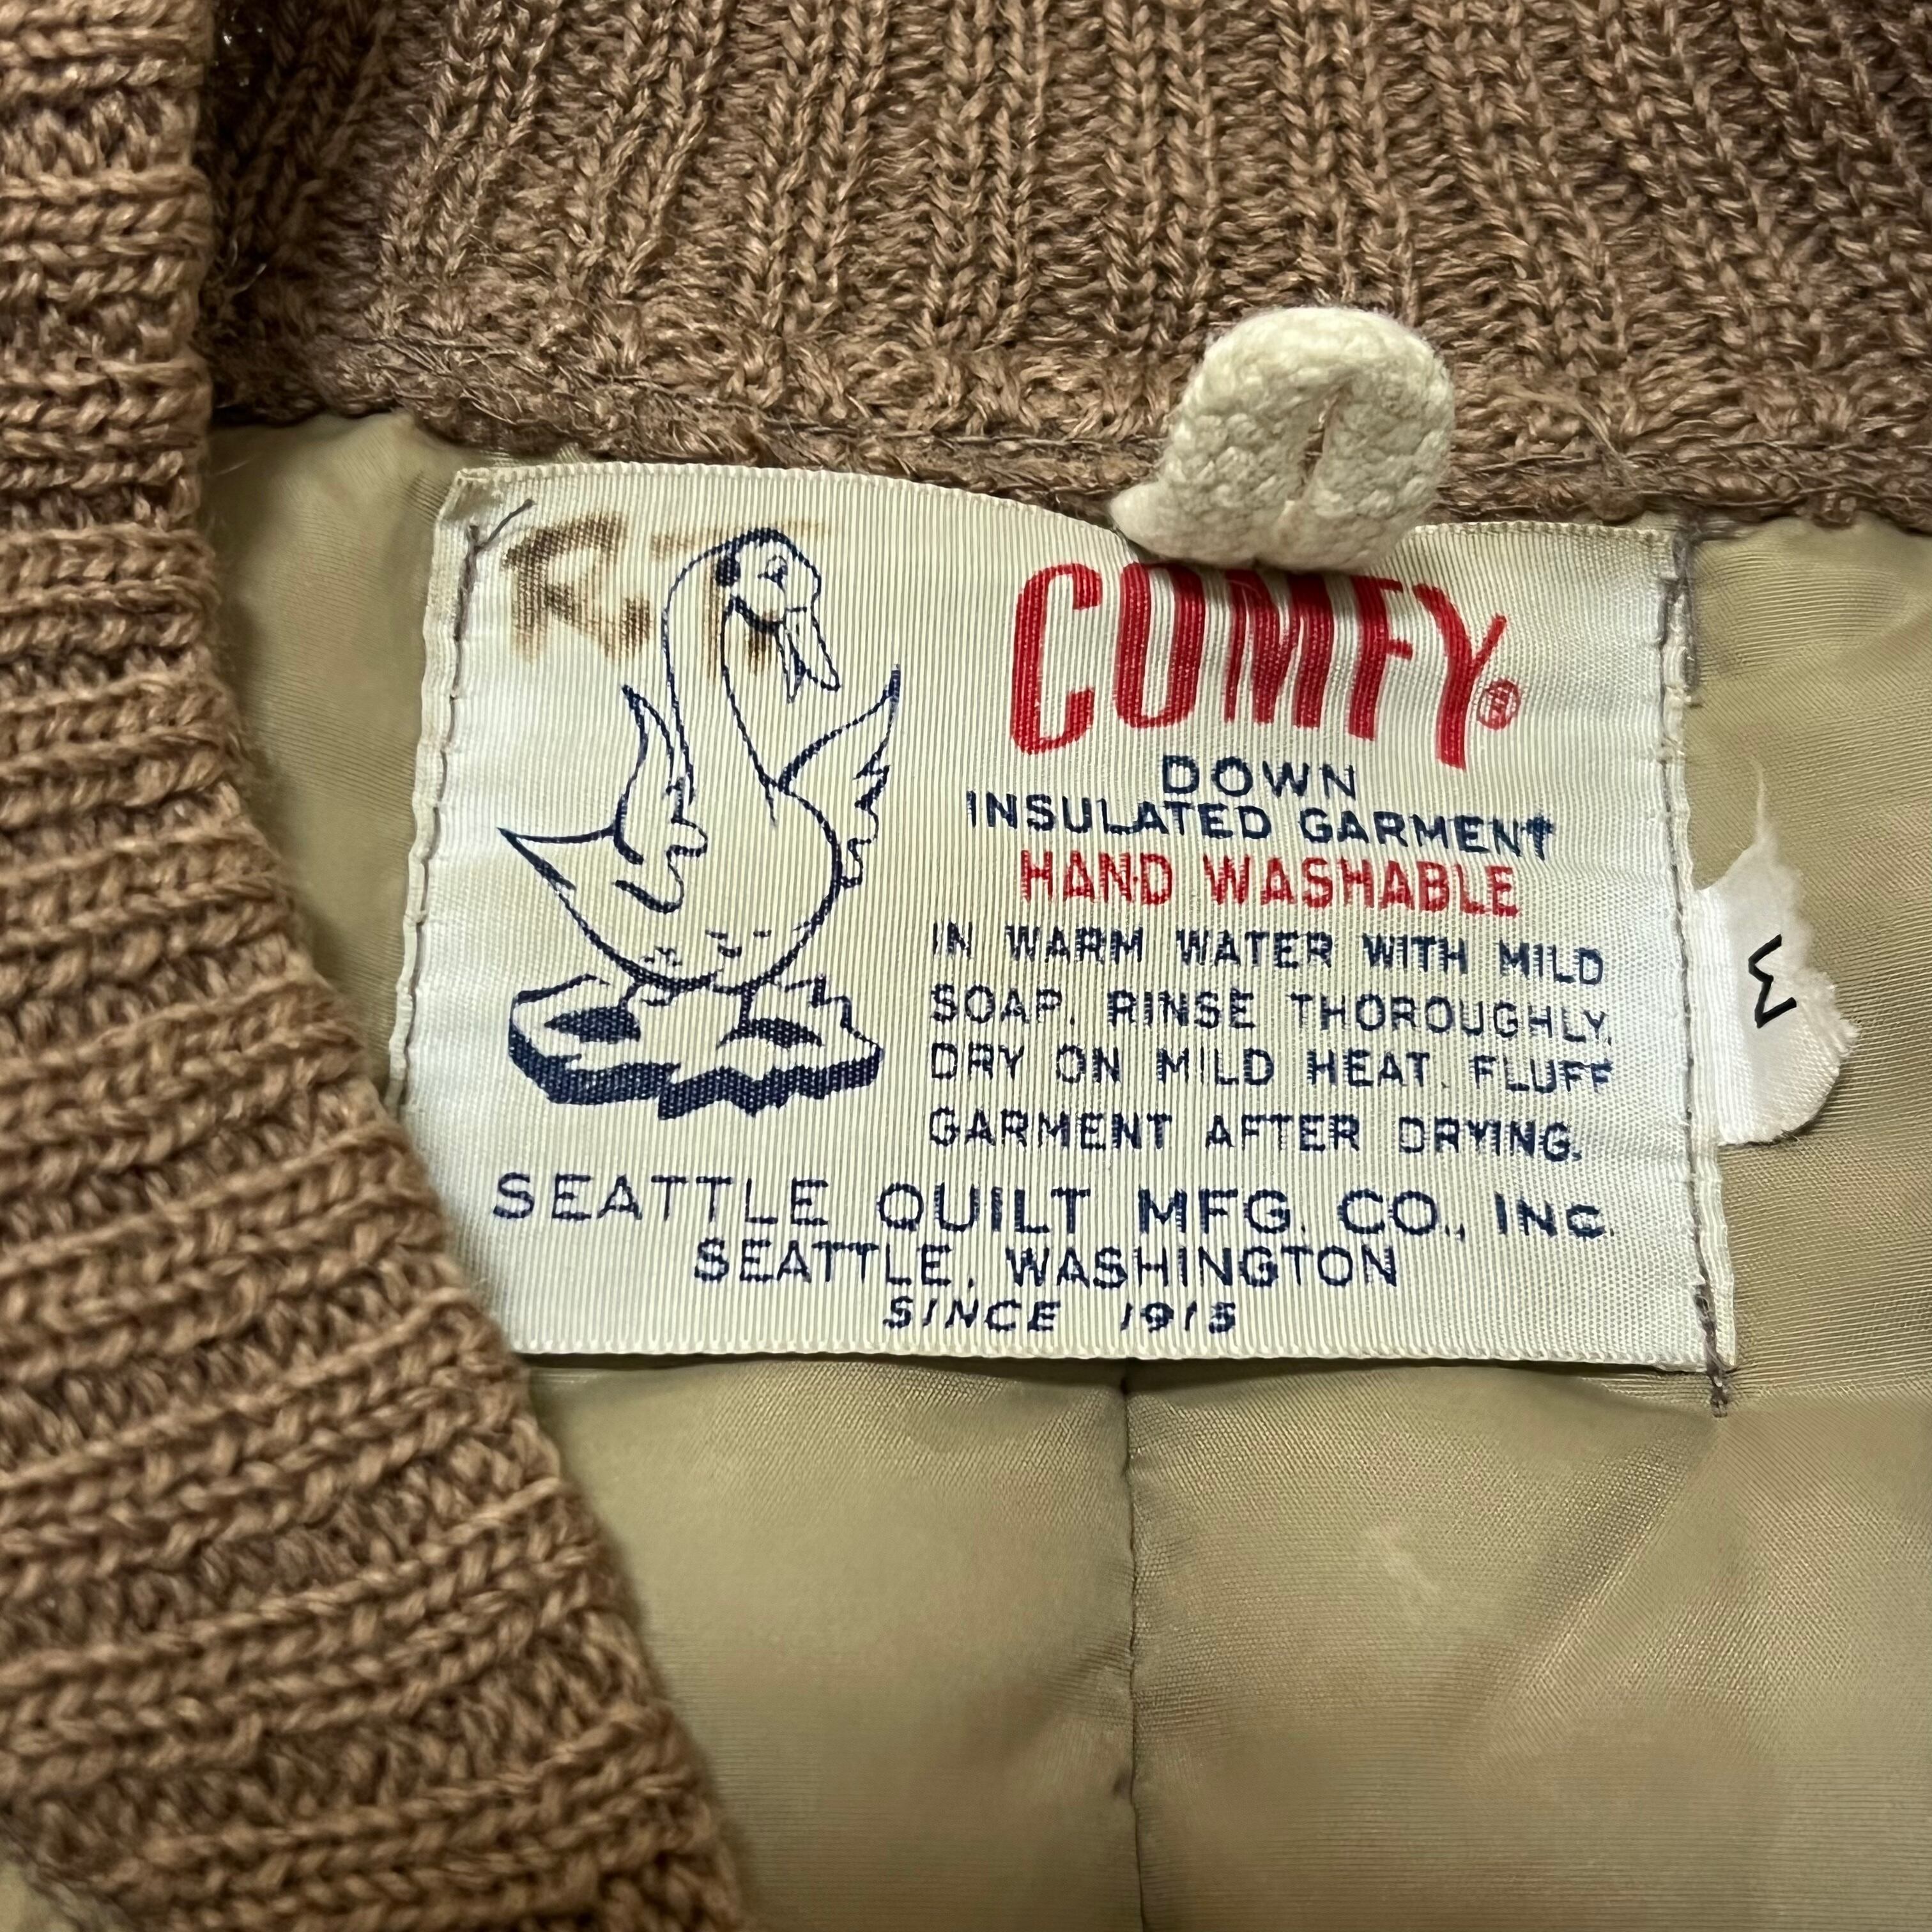 COMFY®
DOWN
INSULATED GARMENT
HAND WASHABLE
IN WARM WATER WITH MILD
SOAP. RINSE THOROUGHLY.
DRY ON MILD HEAT. FLUFF
GARMENT AFTER DRYING.
SEATTLE QUILT MFG. CO., INC.
SEATTLE, WASHINGTON
SINCE 1915
M